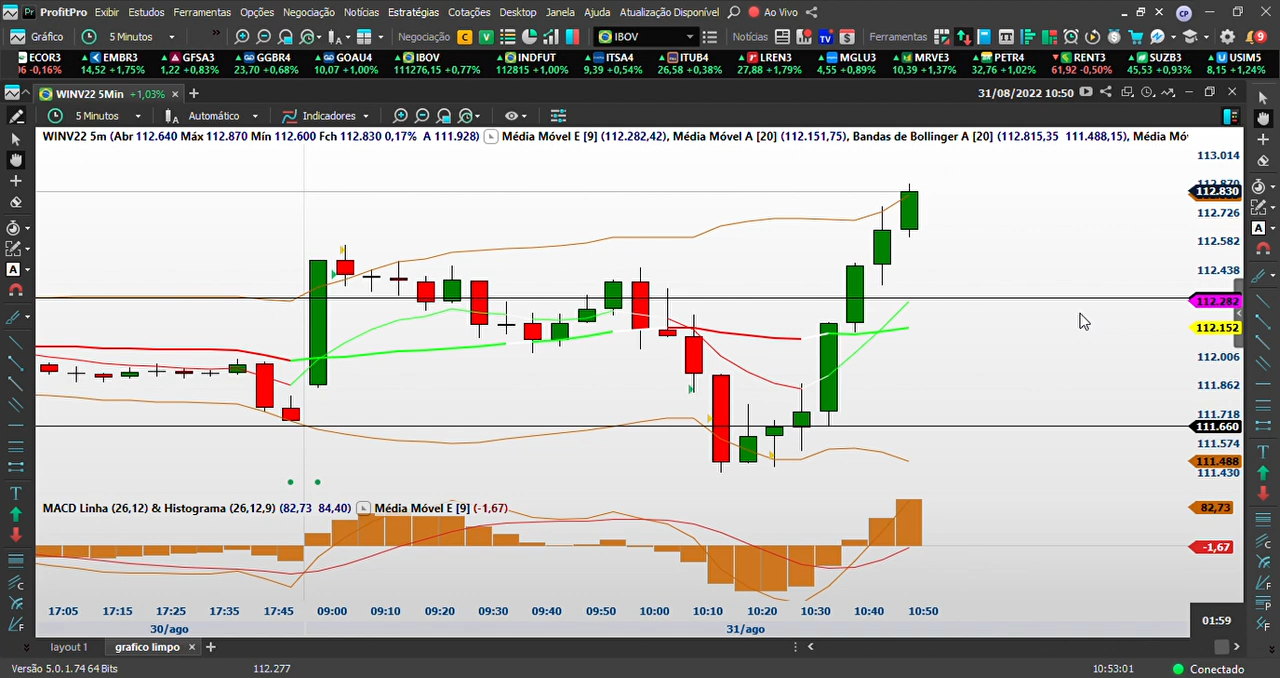 ProfitPro Exibir Estudos Ferramentas Opções Negociação Notícias Estratégias Cotações Desktop Janela Ajuda Atualização Disponível Ao Vivo CP
Gráfico 5 Minutos Negociação C V IBOV Notícias TV Ferramentas 9
ECOR3 EMBR3 GFSA3 GGBR4 GOAU4 IBOV INDFUT ITSA4 ITUB4 LREN3 MGLU3 MRVE3 PETR4 RENT3 SUZB3 USIM5
06 -0,16% 14,52 +1,75% 1,22 +0,83% 23,70 +0,68% 10,07 +1,00% 111276,15 +0,77% 112815 +1,00% 9,39 +0,54% 26,58 +0,38% 27,88 +1,79% 4,55 +0,89% 10,39 +1,37% 32,76 +1,02% 61,92 -0,50% 45,53 +0,93% 8,15 +1,24%
WINV22 5Min +1,03% 31/08/2022 10:50
5 Minutos Automático Indicadores
WINV22 5m (Abr 112.640 Máx 112.870 Mín 112.600 Fch 112.830 0,17% A 111.928) Média Móvel E [9] (112.282,42), Média Móvel A [20] (112.151,75), Bandas de Bollinger A [20] (112.815,35 111.488,15), Média Mó
113.014
112.830
112.726
112.582
112.438
112.282
112.152
112.006
111.862
111.718
111.660
111.574
111.488
111.430
MACD Linha (26,12) & Histograma (26,12,9) (82,73 84,40) Média Móvel E [9] (-1,67)
82,73
-1,67
17:05 17:15 17:25 17:35 17:45 09:00 09:10 09:20 09:30 09:40 09:50 10:00 10:10 10:20 10:30 10:40 10:50
01:59
30/ago 31/ago
layout 1 grafico limpo
Versão 5.0.1.74 64 Bits 112.277 10:53:01 Conectado